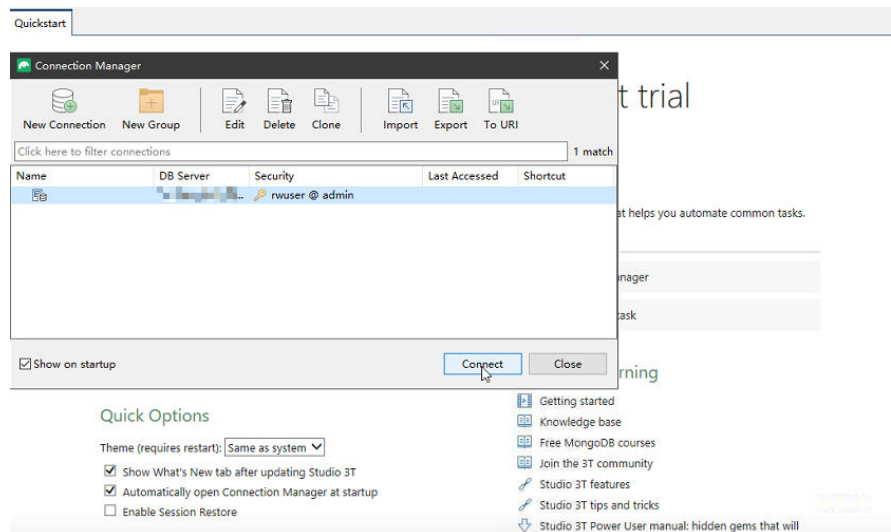 Quickstart
Connection Manager
t trial
New Connection New Group Edit Delete Clone Import Export To URI
Click here to filter connections 1 match
Name DB Server Security Last Accessed Shortcut
rwuser @ admin
at helps you automate common tasks.
nager
task
Show on startup Connect Close
rning
Quick Options
Getting started
Knowledge base
Theme (requires restart): Same as system
Free MongoDB courses
Show What's New tab after updating Studio 3T
Join the 3T community
Automatically open Connection Manager at startup
Studio 3T features
Enable Session Restore
Studio 3T tips and tricks
Studio 3T Power User manual: hidden gems that will